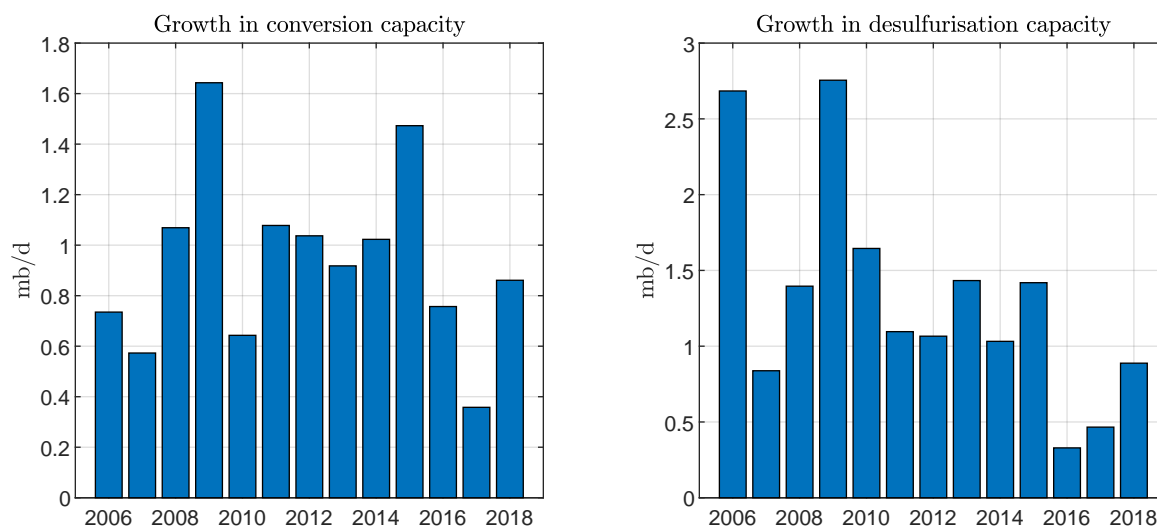 Growth in conversion capacity
1.8
1.6
1.4
1.2
1
0.8
0.6
0.4
0.2
0
mb/d
2006 2008 2010 2012 2014 2016 2018
Growth in desulfurisation capacity
3
2.5
2
1.5
1
0.5
0
mb/d
2006 2008 2010 2012 2014 2016 2018